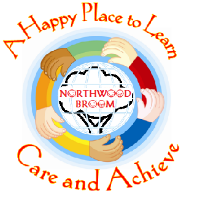 A Happy Place to Learn
NORTHWOOD
BROOM
Care and Achieve